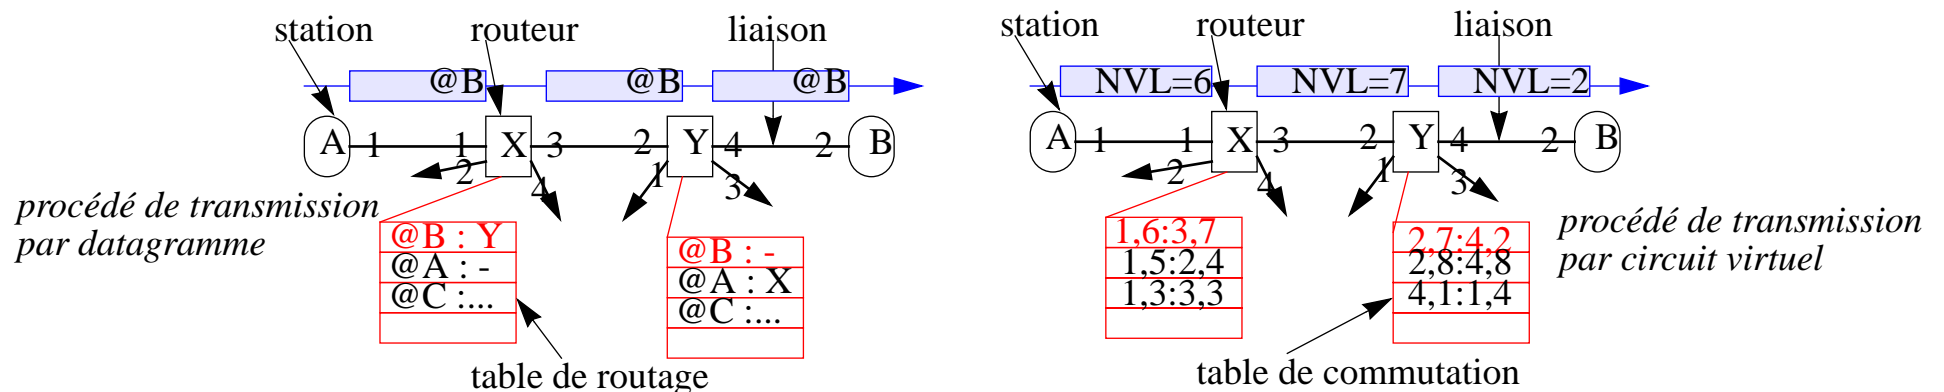 station routeur liaison
@B @B @B
A 1 1 X 3 2 Y 4 2 B
2 4 1 3
procédé de transmission
par datagramme
@B : Y
@A : -
@C :...
@B : -
@A : X
@C :...
table de routage
station routeur liaison
NVL=6 NVL=7 NVL=2
A 1 1 X 3 2 Y 4 2 B
2 4 1 3
1,6:3,7
1,5:2,4
1,3:3,3
2,7:4,2
2,8:4,8
4,1:1,4
procédé de transmission
par circuit virtuel
table de commutation